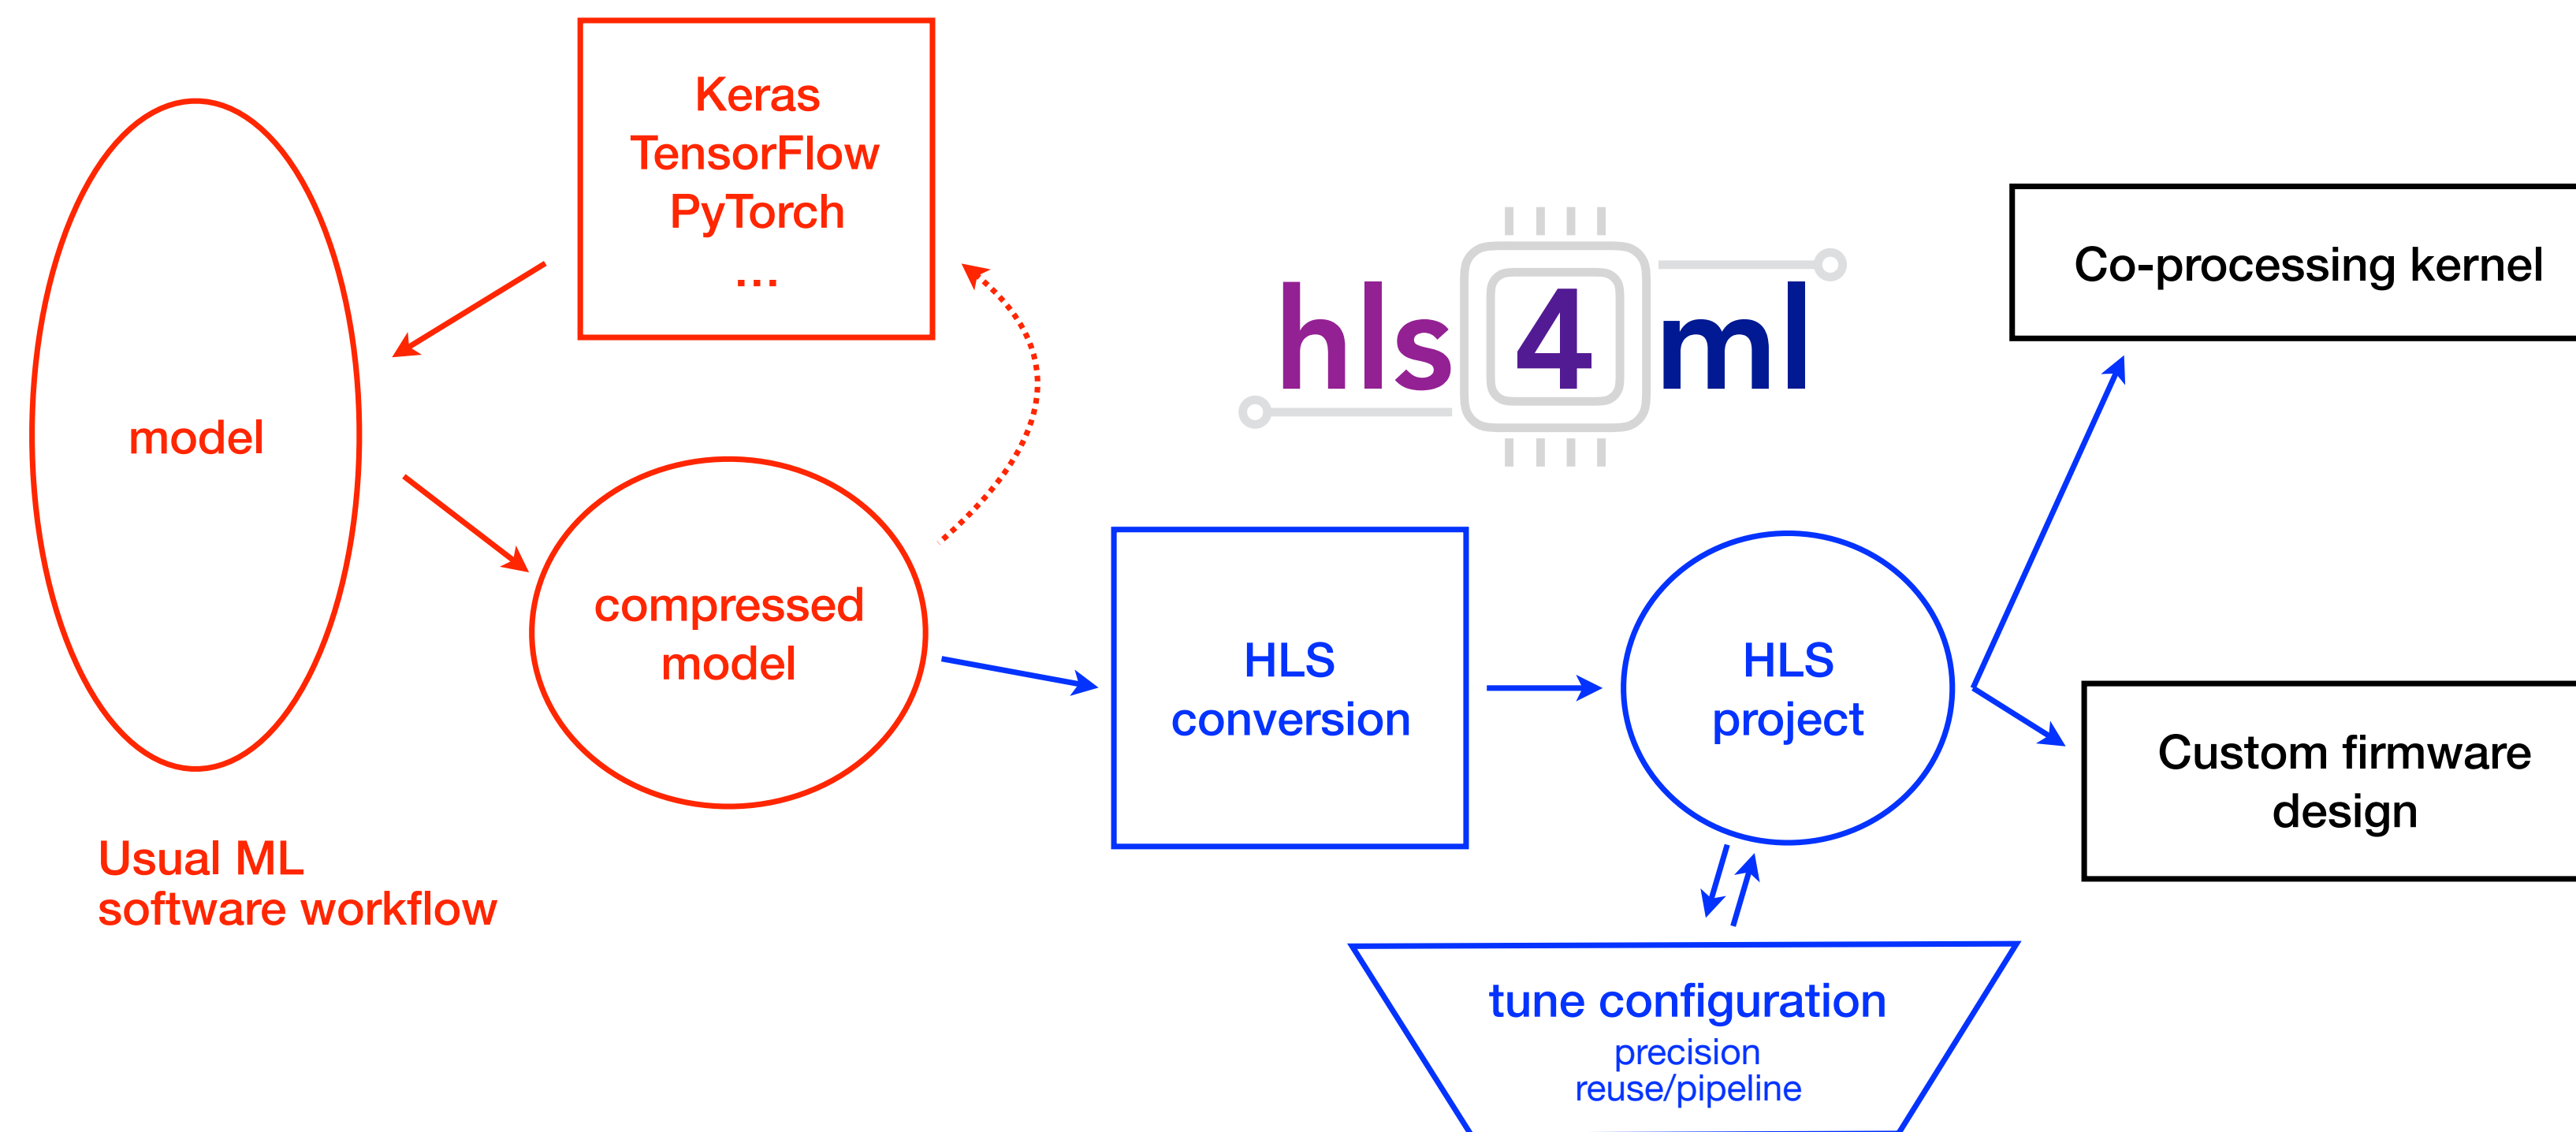 Keras
TensorFlow
PyTorch
...
model
compressed
model
Usual ML
software workflow
hls4ml
HLS
conversion
HLS
project
tune configuration
precision
reuse/pipeline
Co-processing kernel
Custom firmware
design